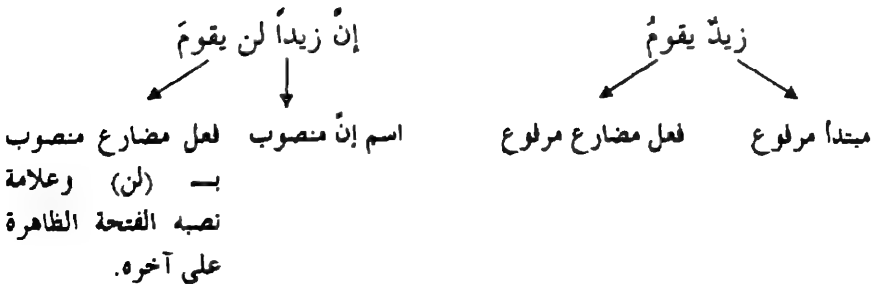 زيدٌ يقومُ
إنَّ زيداً لن يقومَ
مبتدأ مرفوع
فعل مضارع مرفوع
اسم إنَّ منصوب
فعل مضارع منصوب
بـــ (لن) وعلامة
نصبه الفتحة الظاهرة
على آخره.